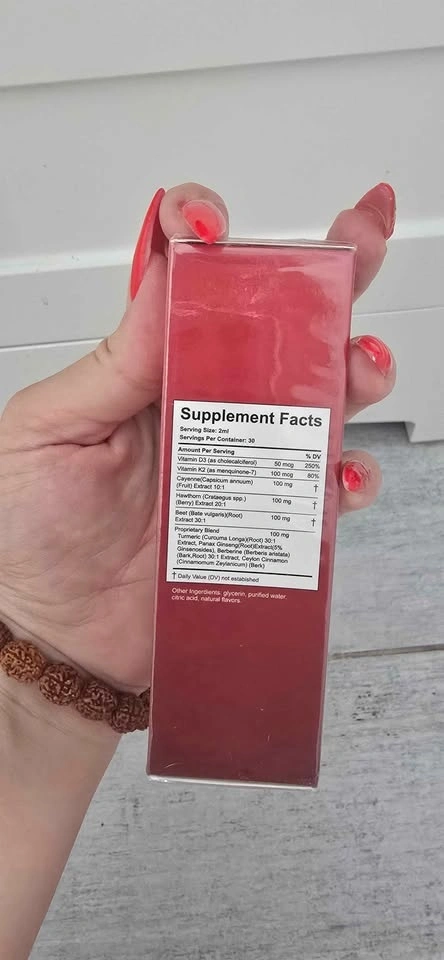 Supplement Facts
Serving Size: 2ml
Servings Per Container: 30
Amount Per Serving % DV
Vitamin D3 (as cholecalciferol) 50 mcg 250%
Vitamin K2 (as menquinone-7) 100 mcg 80%
Cayenne(Capsicum annuum) 100 mg †
(Fruit) Extract 10:1
Hawthorn (Crataegus spp.) 100 mg †
(Berry) Extract 20:1
Beet (Beta vulgaris)(Root) 100 mg †
Extract 30:1
Proprietary Blend 100 mg
Turmeric (Curcuma Longa)(Root) 30:1
Extract, Panax Ginseng(Root)Extract(5%
Ginsenosides), Berberine (Berberis aristata)
(Bark,Root) 30:1 Extract, Ceylon Cinnamon
(Cinnamomum Zeylanicum) (Berk)
† Daily Value (DV) not estabished
Other Ingerdients: glycerin, purified water
citric acid, natural flavors.